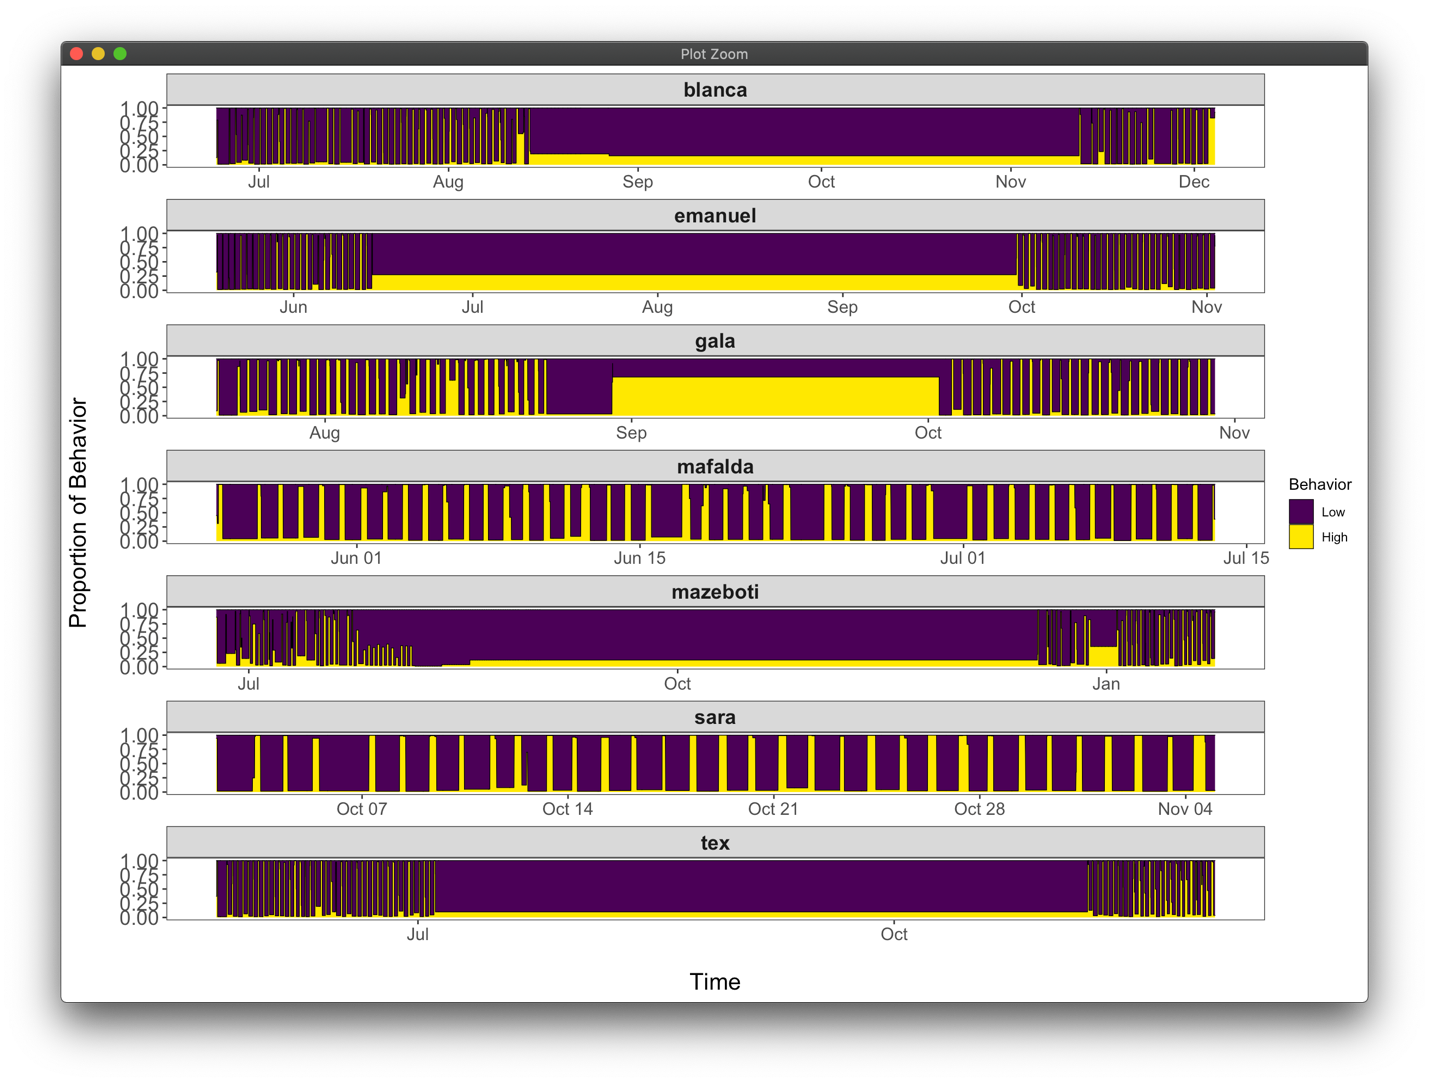 Plot Zoom
blanca
1.00
0.75
0.50
0.25
0.00
Jul Aug Sep Oct Nov Dec
emanuel
1.00
0.75
0.50
0.25
0.00
Jun Jul Aug Sep Oct Nov
gala
1.00
0.75
0.50
0.25
0.00
Aug Sep Oct Nov
mafalda
1.00
0.75
0.50
0.25
0.00
Jun 01 Jun 15 Jul 01 Jul 15
mazeboti
1.00
0.75
0.50
0.25
0.00
Jul Oct Jan
sara
1.00
0.75
0.50
0.25
0.00
Oct 07 Oct 14 Oct 21 Oct 28 Nov 04
tex
1.00
0.75
0.50
0.25
0.00
Jul Oct
Time
Proportion of Behavior
Behavior
Low
High